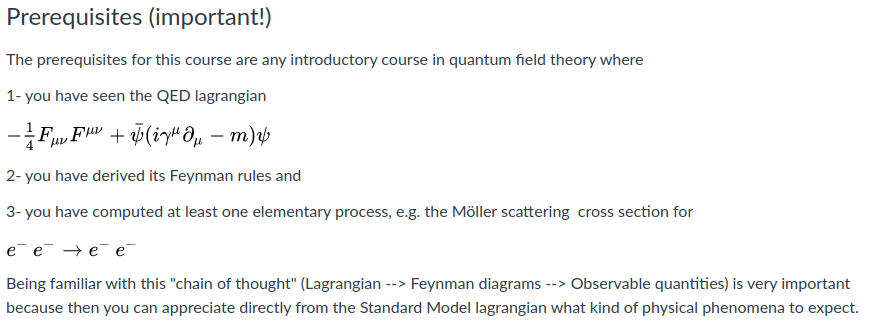 Prerequisites (important!)
The prerequisites for this course are any introductory course in quantum field theory where
1- you have seen the QED lagrangian
$-\frac{1}{4}F_{\mu\nu}F^{\mu\nu} + \bar{\psi}(i\gamma^{\mu}\partial_{\mu} - m)\psi$
2- you have derived its Feynman rules and
3- you have computed at least one elementary process, e.g. the Möller scattering cross section for
$e^- \, e^- \rightarrow e^- \, e^-$
Being familiar with this "chain of thought" (Lagrangian --> Feynman diagrams --> Observable quantities) is very important
because then you can appreciate directly from the Standard Model lagrangian what kind of physical phenomena to expect.